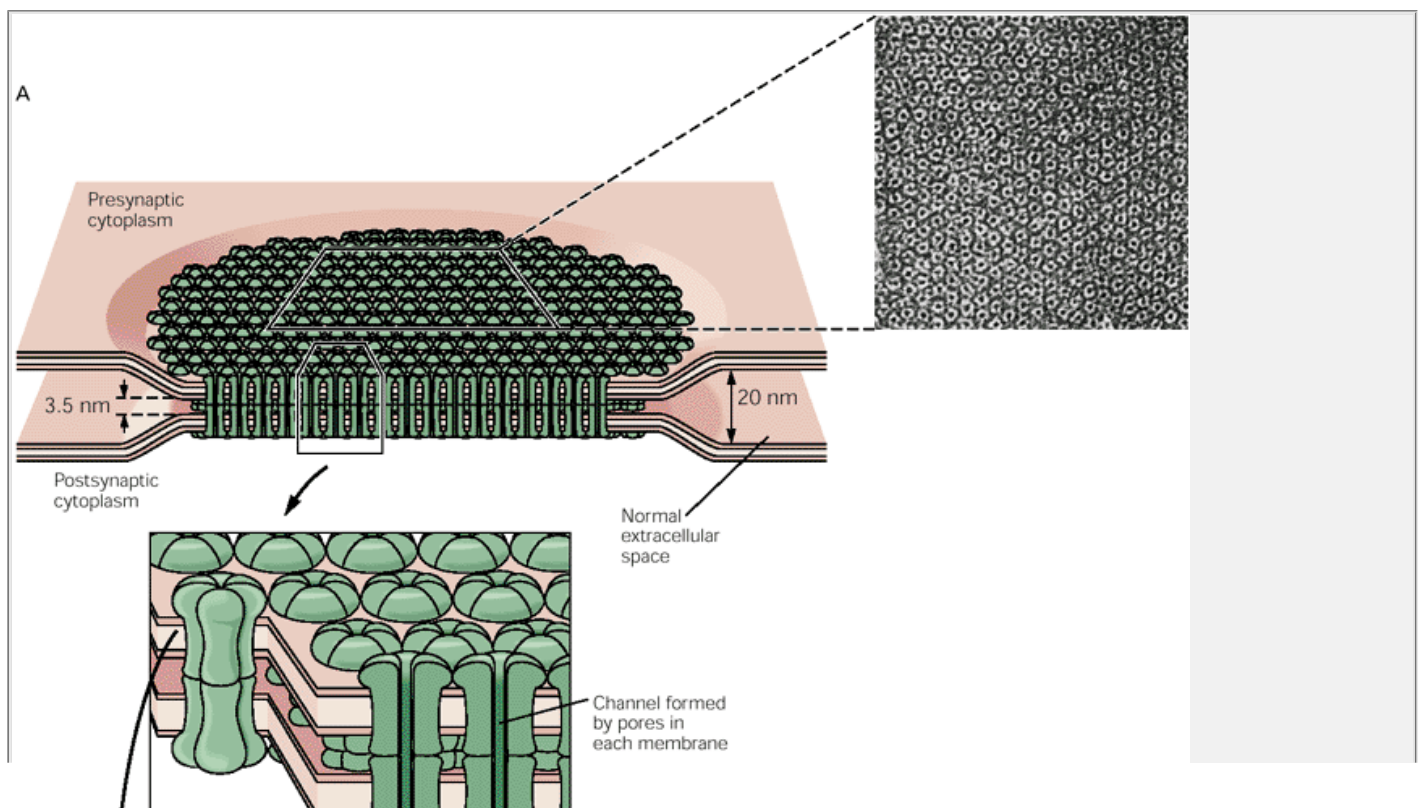 A
Presynaptic
cytoplasm
3.5 nm
20 nm
Postsynaptic
cytoplasm
Normal
extracellular
space
Channel formed
by pores in
each membrane